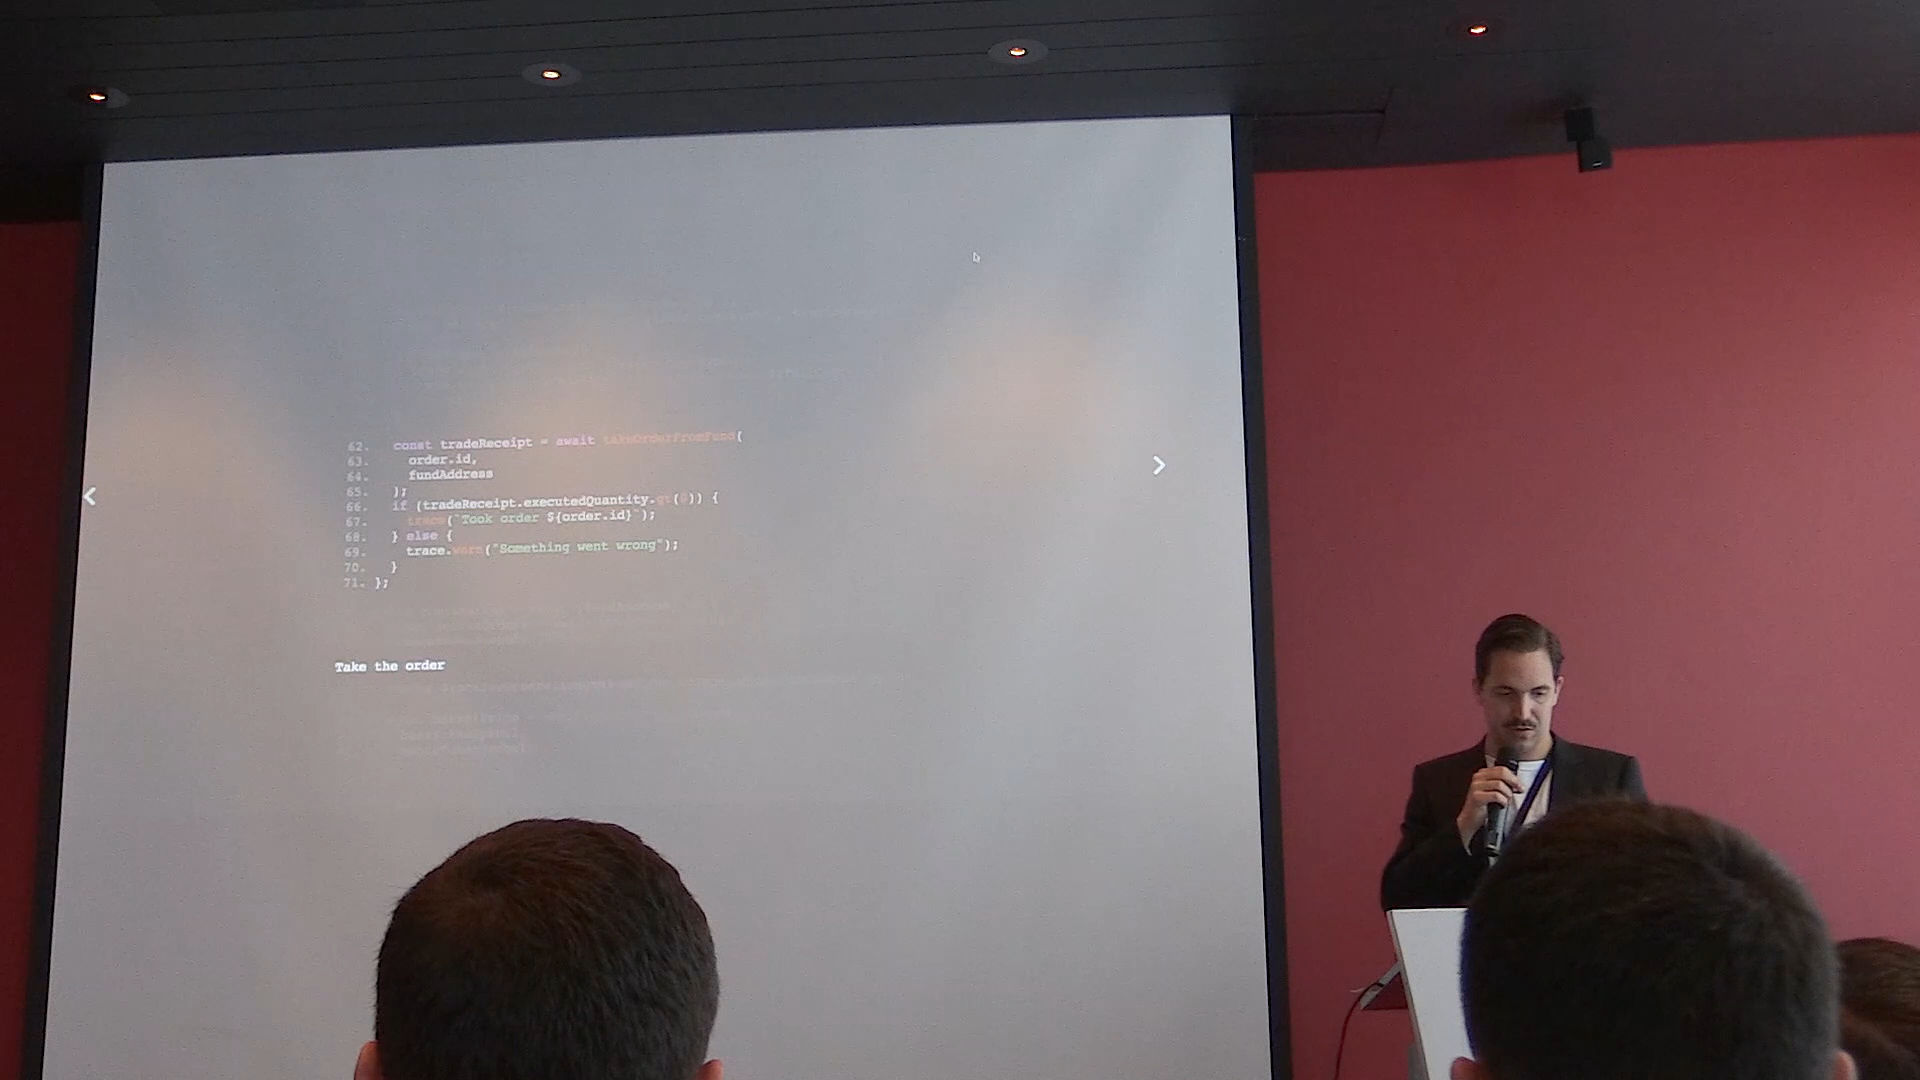 62. const tradeReceipt = await takeOrderFromFund(
63. order.id,
64. fundAddress
65. );
66. if (tradeReceipt.executedQuantity.gt(0)) {
67. trace(`Took order ${order.id}`);
68. } else {
69. trace.warn("Something went wrong");
70. }
71. };
Take the order